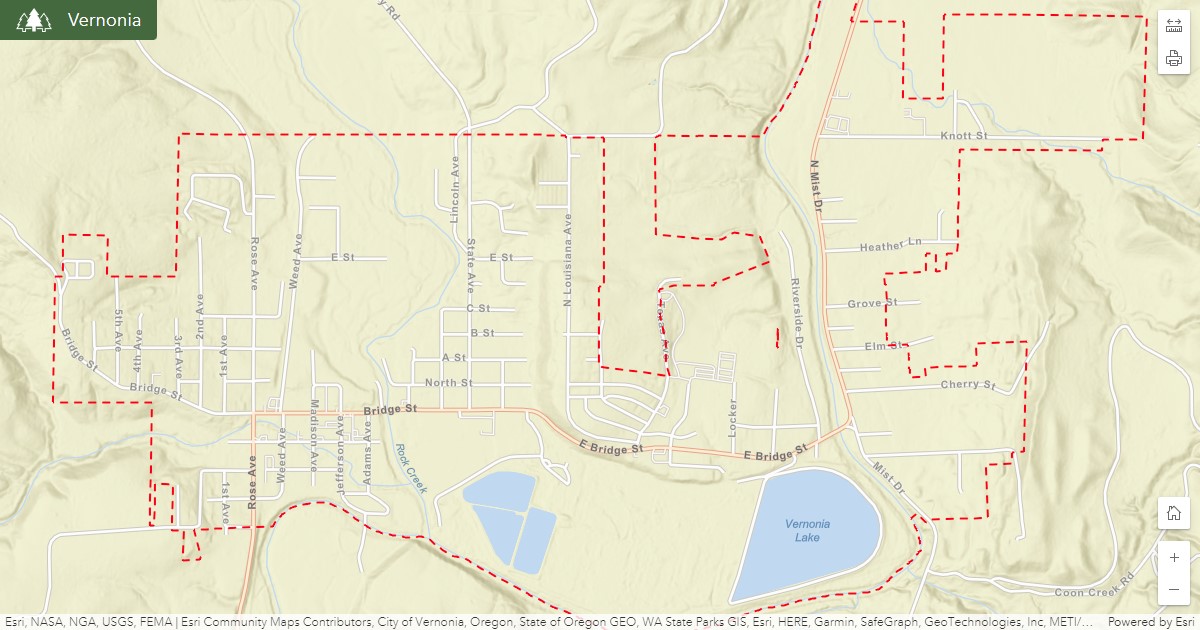 Vernonia
y Rd
Knott St
N Mist Dr
Lincoln Ave
State Ave
N Louisiana Ave
Rose Ave
Weed Ave
E St
E St
Heather Ln
Riverside Dr
Grove St
Elm St
Cherry St
2nd Ave
5th Ave
4th Ave
3rd Ave
1st Ave
C St
B St
A St
North St
Bridge St
Bridge St
Bridge St
E Bridge St
E Bridge St
Locker
Madison Ave
Jefferson Ave
Adams Ave
Weed Ave
Rose Ave
1st Ave
Rock Creek
Mist Dr
Vernonia
Lake
Coon Creek Rd
Esri, NASA, NGA, USGS, FEMA | Esri Community Maps Contributors, City of Vernonia, Oregon, State of Oregon GEO, WA State Parks GIS, Esri, HERE, Garmin, SafeGraph, GeoTechnologies, Inc, METI/...
Powered by Esri